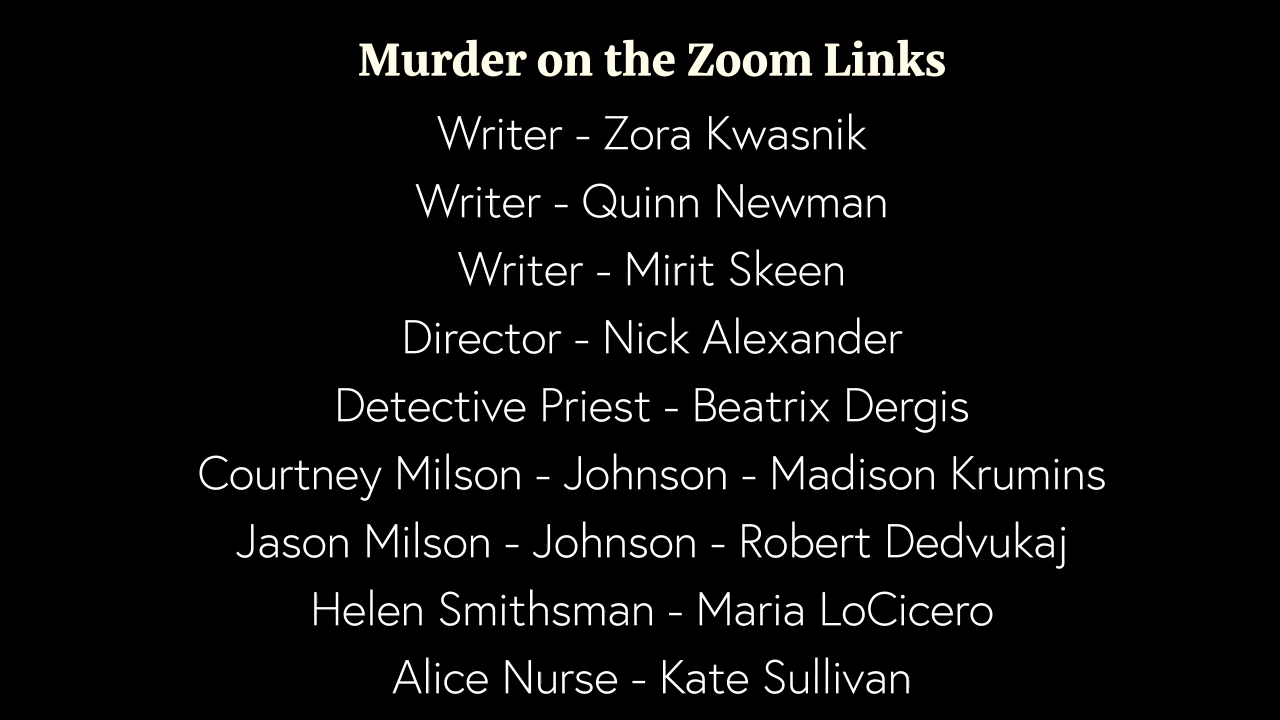 Murder on the Zoom Links
Writer - Zora Kwasnik
Writer - Quinn Newman
Writer - Mirit Skeen
Director - Nick Alexander
Detective Priest - Beatrix Dergis
Courtney Milson - Johnson - Madison Krumins
Jason Milson - Johnson - Robert Dedvukaj
Helen Smithsman - Maria LoCicero
Alice Nurse - Kate Sullivan